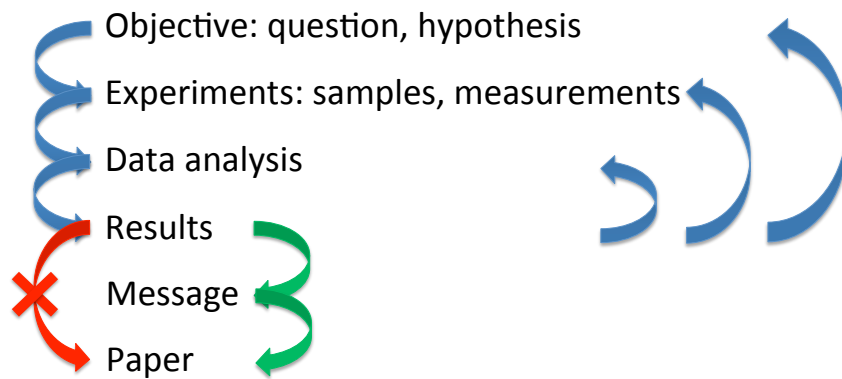 Objective: question, hypothesis
Experiments: samples, measurements
Data analysis
Results
Message
Paper